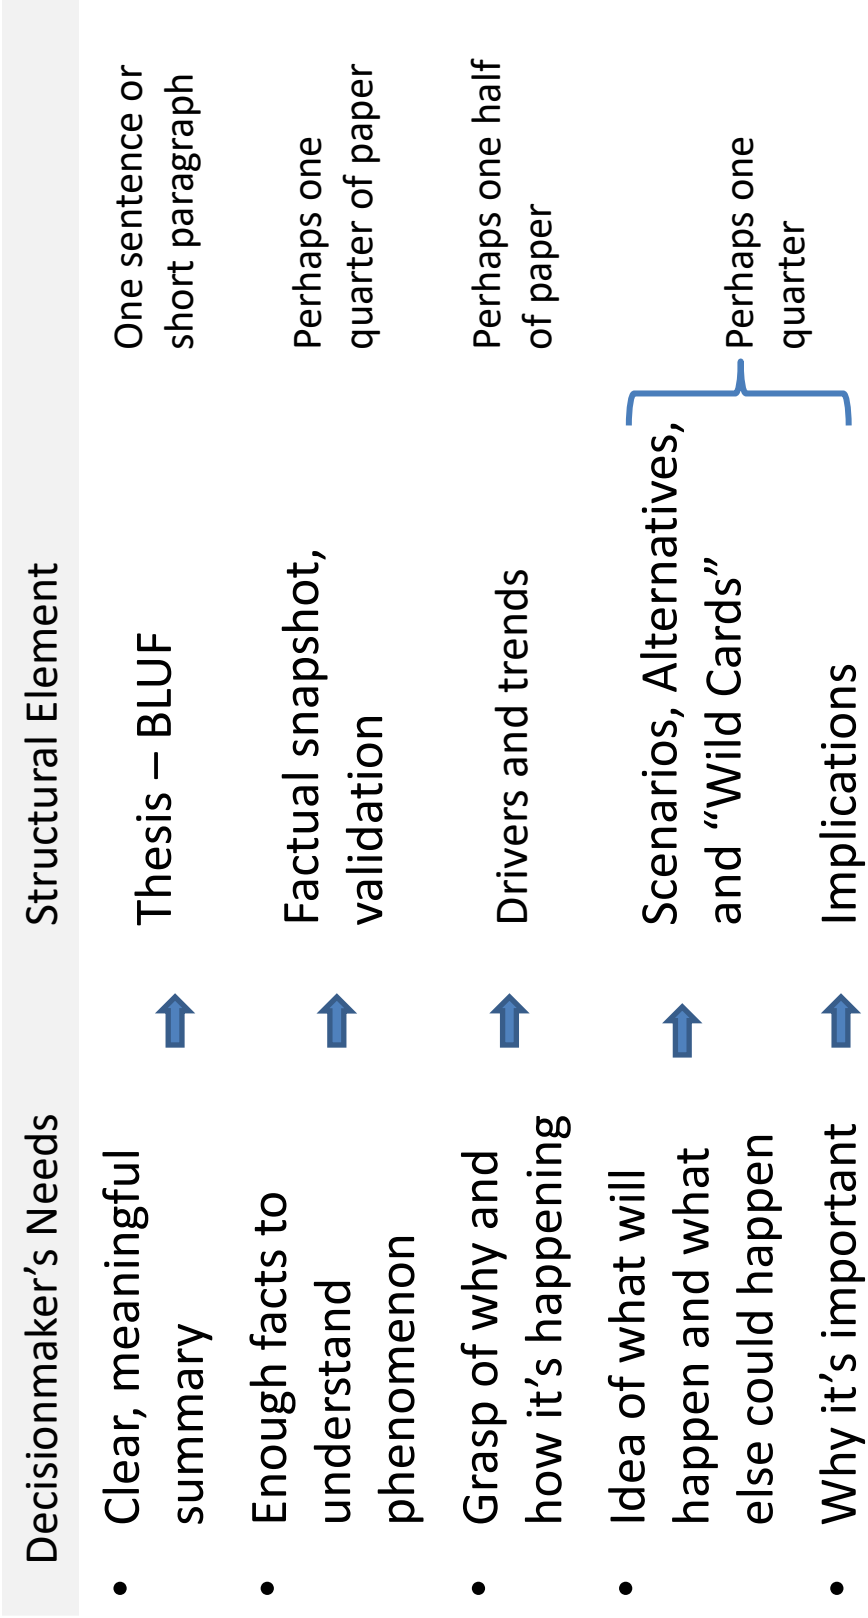 Decisionmaker's Needs
Structural Element
• Clear, meaningful
summary
Thesis – BLUF
One sentence or
short paragraph
• Enough facts to
understand
phenomenon
Factual snapshot,
validation
Perhaps one
quarter of paper
• Grasp of why and
how it's happening
Drivers and trends
Perhaps one half
of paper
• Idea of what will
happen and what
else could happen
Scenarios, Alternatives,
and “Wild Cards”
Perhaps one
quarter
• Why it's important
Implications